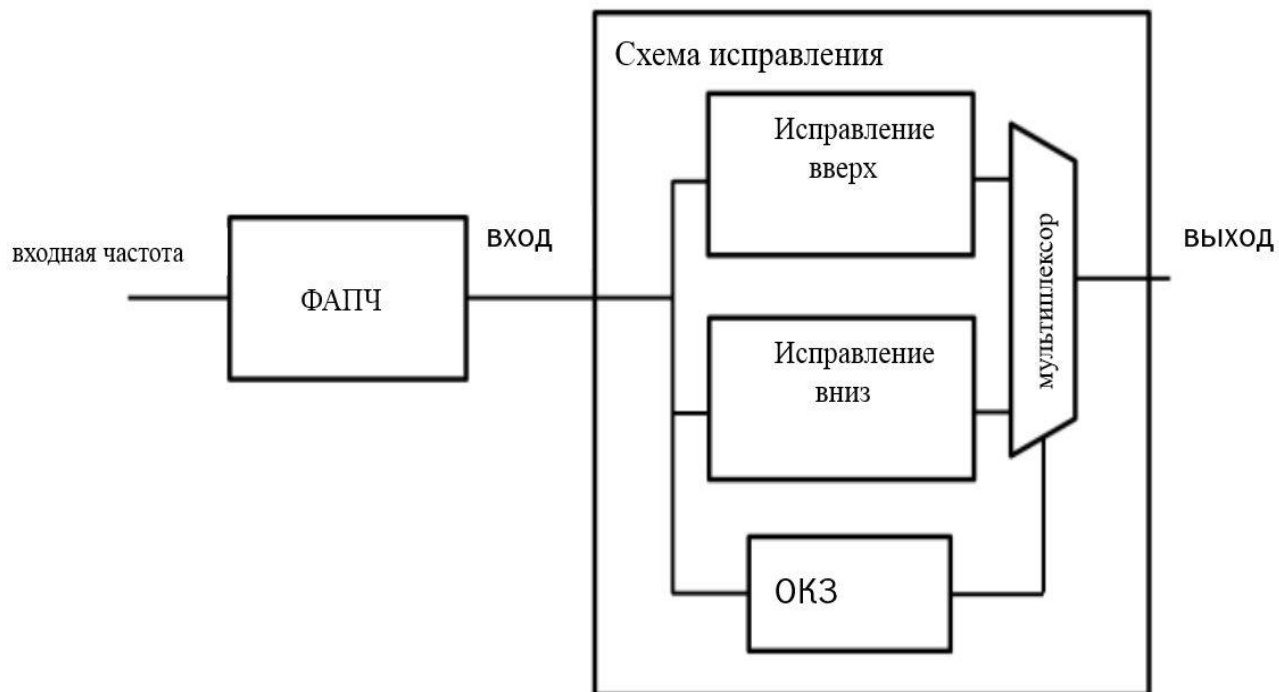 Схема исправления
Исправление
вверх
входная частота
ФАПЧ
вход
мультиплексор
выход
Исправление
вниз
ОКЗ